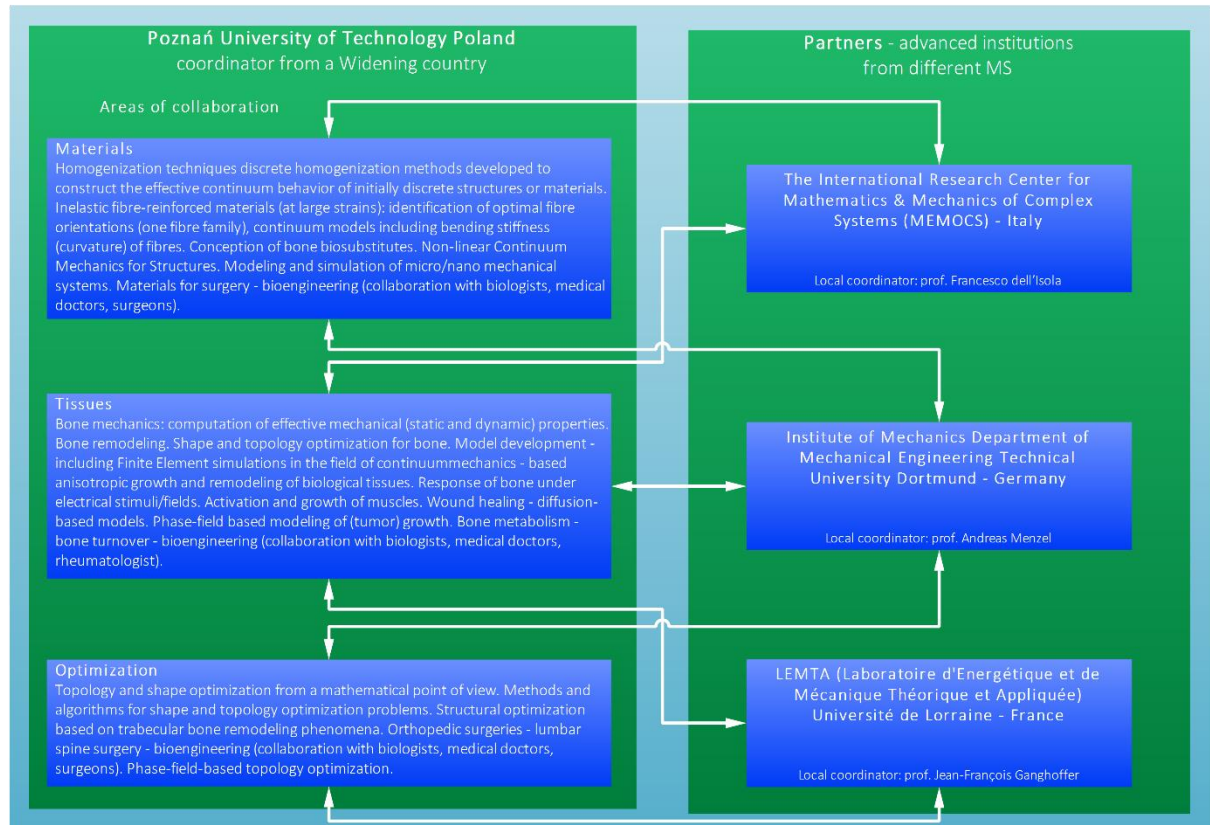 Poznań University of Technology Poland
coordinator from a Widening country
Areas of collaboration
Materials
Homogenization techniques discrete homogenization methods developed to
construct the effective continuum behavior of initially discrete structures or materials.
Inelastic fibre-reinforced materials (at large strains): identification of optimal fibre
orientations (one fibre family), continuum models including bending stiffness
(curvature) of fibres. Conception of bone biosubstitutes. Non-linear Continuum
Mechanics for Structures. Modeling and simulation of micro/nano mechanical
systems. Materials for surgery - bioengineering (collaboration with biologists, medical
doctors, surgeons).
Tissues
Bone mechanics: computation of effective mechanical (static and dynamic) properties.
Bone remodeling. Shape and topology optimization for bone. Model development -
including Finite Element simulations in the field of continuummechanics - based
anisotropic growth and remodeling of biological tissues. Response of bone under
electrical stimuli/fields. Activation and growth of muscles. Wound healing - diffusion-
based models. Phase-field based modeling of (tumor) growth. Bone metabolism -
bone turnover - bioengineering (collaboration with biologists, medical doctors,
rheumatologist).
Optimization
Topology and shape optimization from a mathematical point of view. Methods and
algorithms for shape and topology optimization problems. Structural optimization
based on trabecular bone remodeling phenomena. Orthopedic surgeries - lumbar
spine surgery - bioengineering (collaboration with biologists, medical doctors,
surgeons). Phase-field-based topology optimization.
Partners - advanced institutions
from different MS
The International Research Center for
Mathematics & Mechanics of Complex
Systems (MEMOCS) - Italy
Local coordinator: prof. Francesco dell'Isola
Institute of Mechanics Department of
Mechanical Engineering Technical
University Dortmund - Germany
Local coordinator: prof. Andreas Menzel
LEMTA (Laboratoire d'Energétique et de
Mécanique Théorique et Appliquée)
Université de Lorraine - France
Local coordinator: prof. Jean-François Ganghoffer